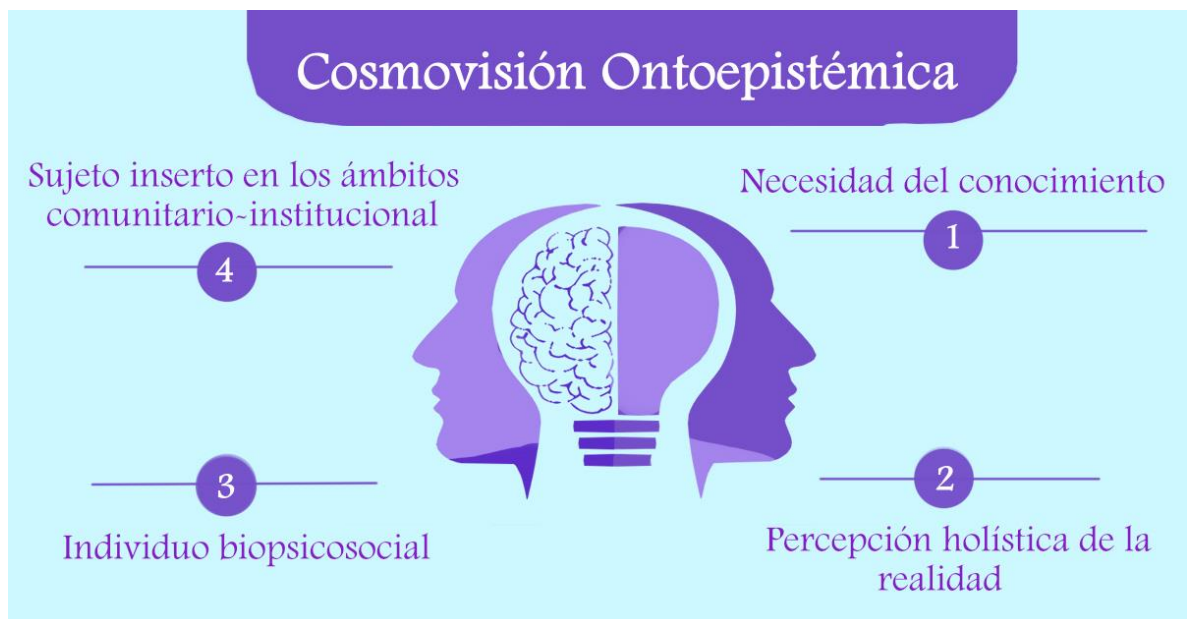 Cosmovisión Ontoepistémica
Necesidad del conocimiento
1
2
Percepción holística de la
realidad
3
Individuo biopsicosocial
Sujeto inserto en los ámbitos
comunitario-institucional
4